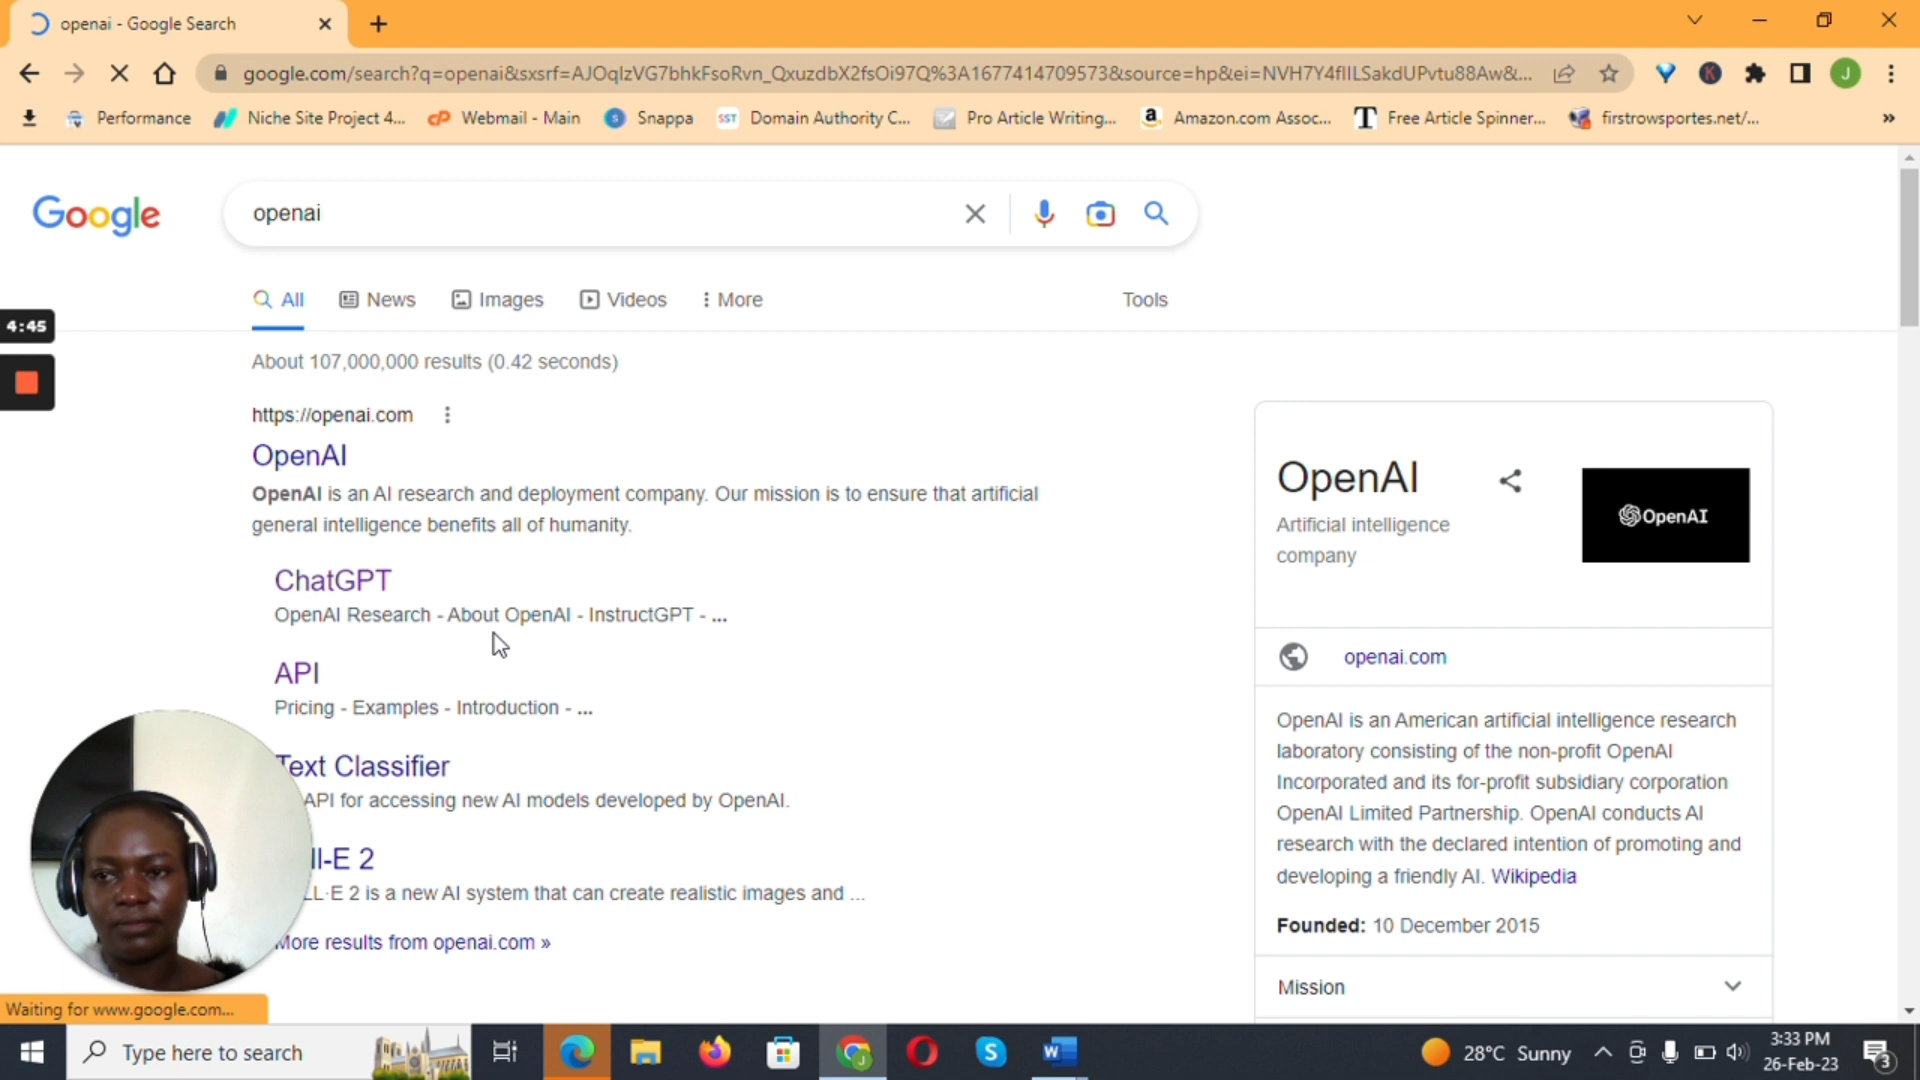 openai - Google Search
google.com/search?q=openai&sxsrf=AJOqlzVG7bhkFsoRvn_QxuzdbX2fsOi97Q%3A1677414709573&source=hp&ei=NVH7Y4flILSakdUPvtu88Aw&...
J
Performance
Niche Site Project 4...
Webmail - Main
Snappa
SST
Domain Authority C...
Pro Article Writing...
Amazon.com Assoc...
Free Article Spinner...
firstrowsportes.net/...
»
Google
openai
All
News
Images
Videos
More
Tools
4:45
About 107,000,000 results (0.42 seconds)
https://openai.com
OpenAI
OpenAI is an AI research and deployment company. Our mission is to ensure that artificial
general intelligence benefits all of humanity.
ChatGPT
OpenAI Research - About OpenAI - InstructGPT - ...
API
Pricing - Examples - Introduction - ...
Text Classifier
API for accessing new AI models developed by OpenAI.
ll-E 2
LL·E 2 is a new AI system that can create realistic images and ...
More results from openai.com »
OpenAI
Artificial intelligence
company
OpenAI
openai.com
OpenAI is an American artificial intelligence research
laboratory consisting of the non-profit OpenAI
Incorporated and its for-profit subsidiary corporation
OpenAI Limited Partnership. OpenAI conducts AI
research with the declared intention of promoting and
developing a friendly AI. Wikipedia
Founded: 10 December 2015
Mission
Waiting for www.google.com...
Type here to search
28°C Sunny
3:33 PM
26-Feb-23
3